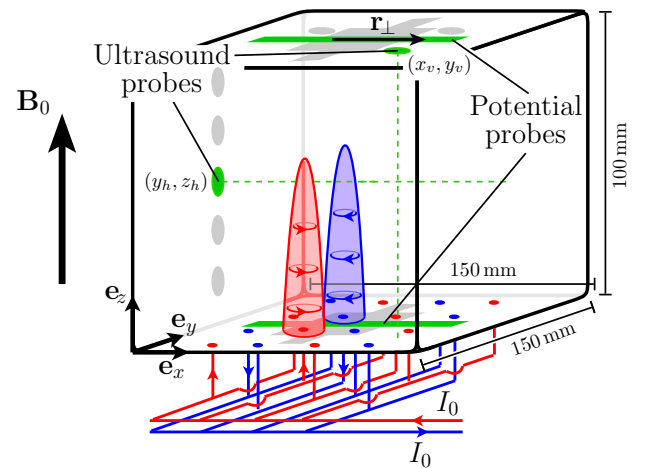 r⊥
Ultrasound
probes
(x_v, y_v)
B_0
Potential
probes
(y_h, z_h)
100 mm
150 mm
e_z
e_y
e_x
150 mm
I_0
I_0